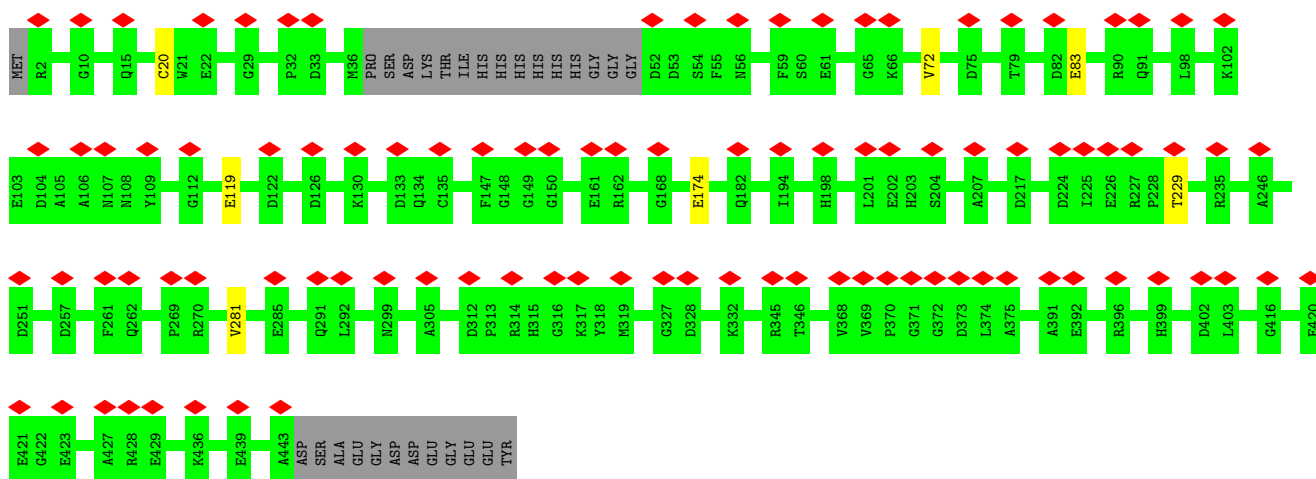 MET R2 G10 Q15 C20 W21 E22 G29 P32 D33 M36 PRO SER ASP LYS THR ILE HIS HIS HIS HIS HIS HIS GLY GLY GLY D52 D53 S54 F55 N56 F59 S60 E61 G65 K66 V72 D75 T79 D82 E83 R90 Q91 L98 K102
E103 D104 A105 A106 N107 N108 Y109 G112 E119 D122 D126 K130 D133 Q134 C135 F147 G148 G149 G150 E161 R162 G168 E174 Q182 I194 H198 L201 E202 H203 S204 A207 D217 D224 I225 E226 R227 P228 T229 R235 A246
D251 D257 F261 Q262 P269 R270 V281 E285 Q291 L292 N299 A305 D312 P313 R314 H315 G316 K317 Y318 M319 G327 D328 K332 R345 T346 V368 V369 P370 G371 G372 D373 L374 A375 A391 E392 R396 H399 D402 L403 G416 E420
E421 G422 E423 A427 R428 E429 K436 E439 A443 ASP SER ALA GLU GLY ASP ASP GLU GLY GLU GLU TYR